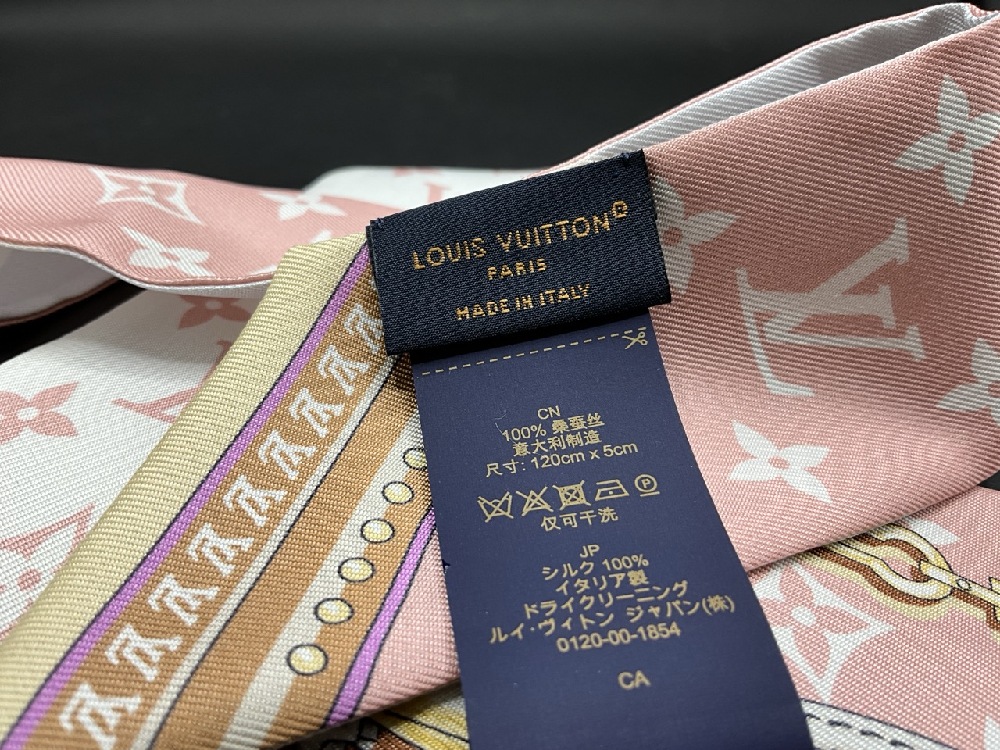 LOUIS VUITTON®
PARIS
MADE IN ITALY
CN
100% 桑蚕丝
意大利制造
尺寸: 120cm x 5cm
P
仅可干洗
JP
シルク 100%
イタリア製
ドライクリーニング
ルイ・ヴィトン ジャパン(株)
0120-00-1854
CA
LV